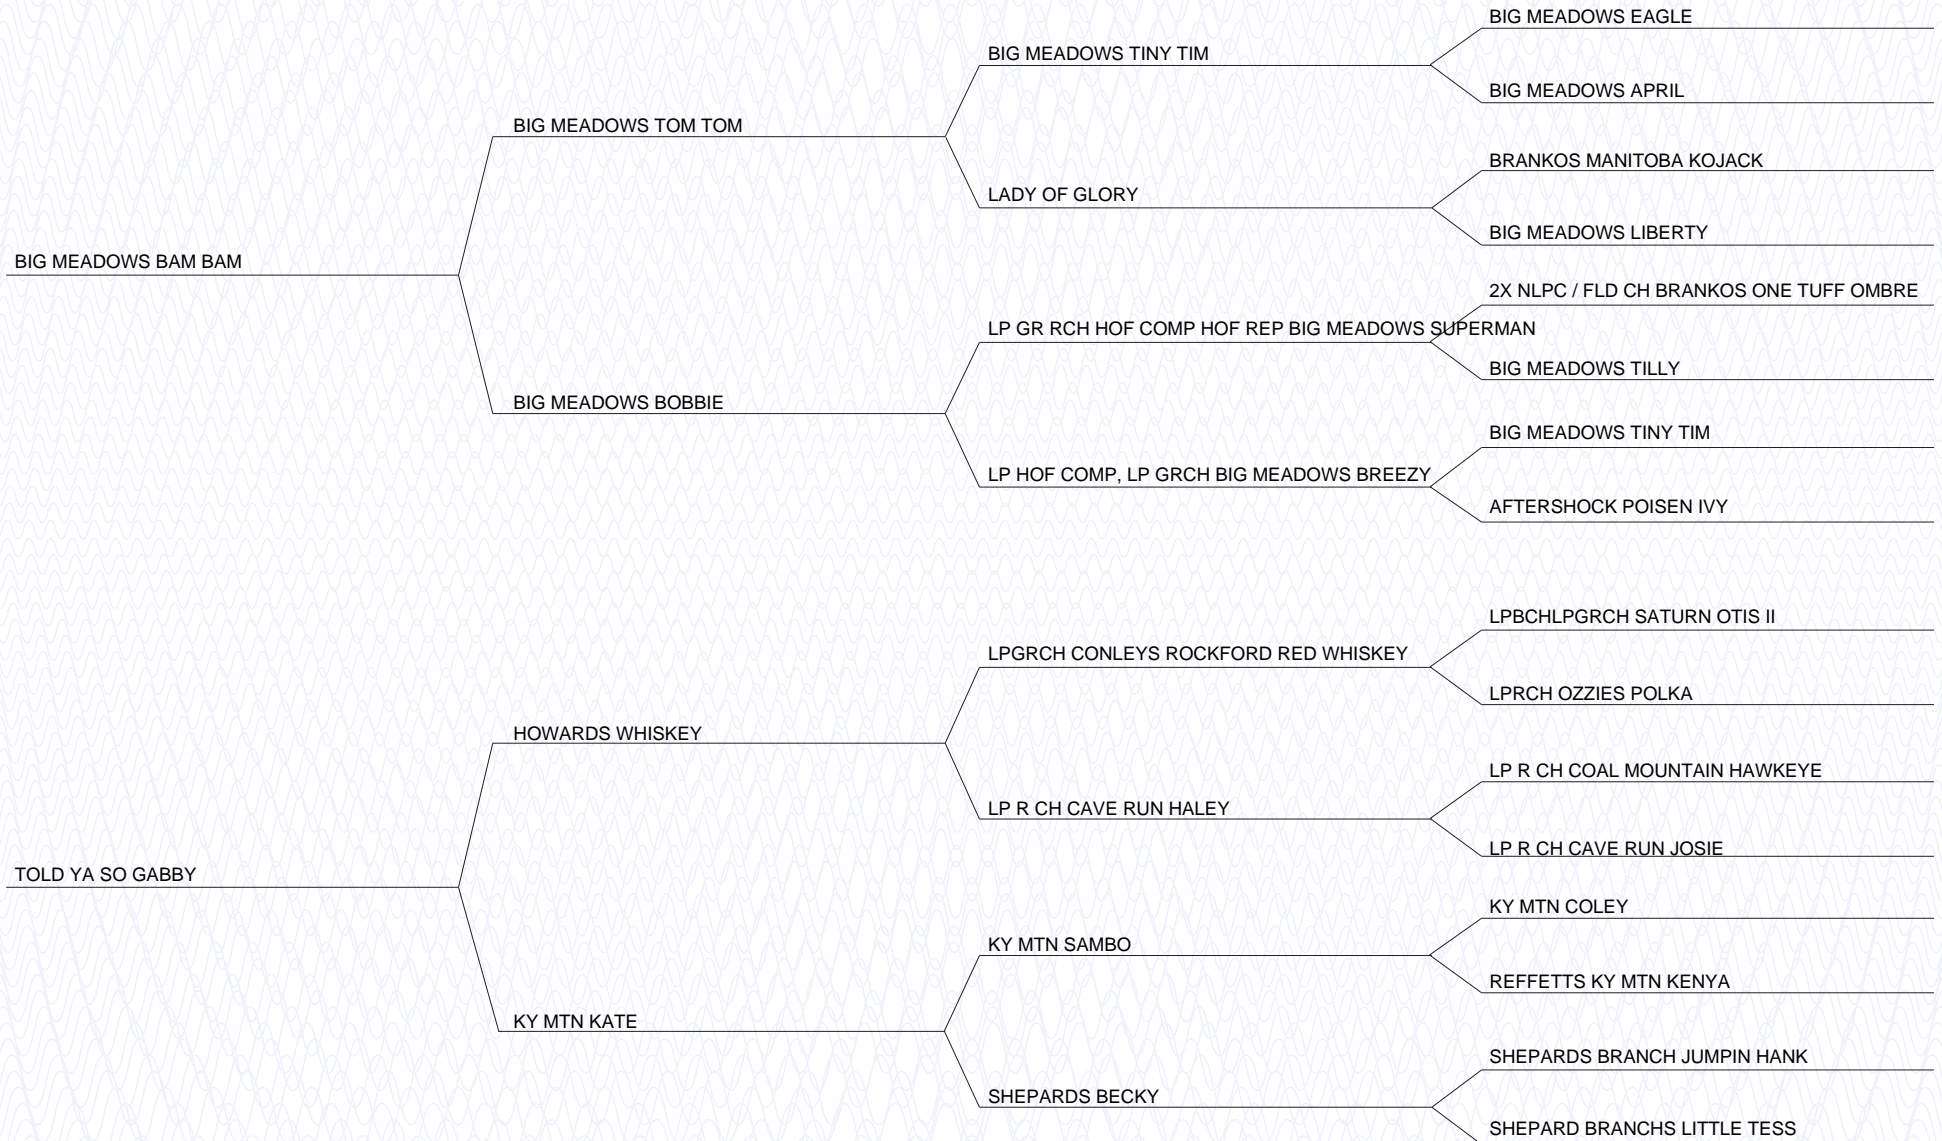 BIG MEADOWS EAGLE
BIG MEADOWS TINY TIM
BIG MEADOWS APRIL
BIG MEADOWS TOM TOM
BRANKOS MANITOBA KOJACK
LADY OF GLORY
BIG MEADOWS LIBERTY
BIG MEADOWS BAM BAM
2X NLPC / FLD CH BRANKOS ONE TUFF OMBRE
LP GR RCH HOF COMP HOF REP BIG MEADOWS SUPERMAN
BIG MEADOWS TILLY
BIG MEADOWS BOBBIE
BIG MEADOWS TINY TIM
LP HOF COMP, LP GRCH BIG MEADOWS BREEZY
AFTERSHOCK POISEN IVY
LPBCHLPGRCH SATURN OTIS II
LPGRCH CONLEYS ROCKFORD RED WHISKEY
LPRCH OZZIES POLKA
HOWARDS WHISKEY
LP R CH COAL MOUNTAIN HAWKEYE
LP R CH CAVE RUN HALEY
LP R CH CAVE RUN JOSIE
TOLD YA SO GABBY
KY MTN COLEY
KY MTN SAMBO
REFFETTS KY MTN KENYA
KY MTN KATE
SHEPARDS BRANCH JUMPIN HANK
SHEPARDS BECKY
SHEPARD BRANCHS LITTLE TESS